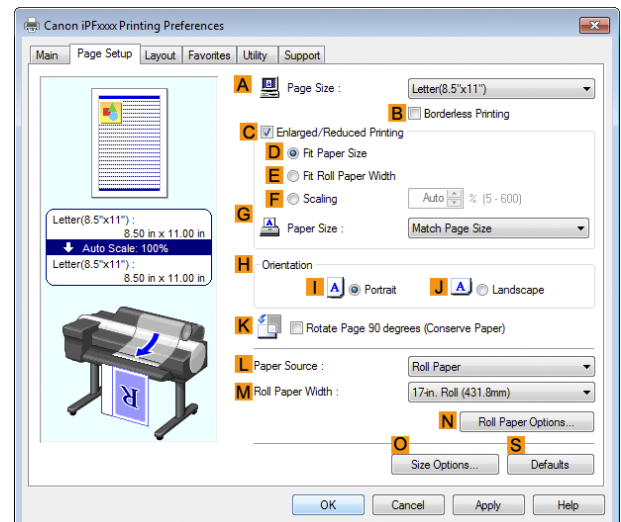 Canon iPFxxxx Printing Preferences
Main Page Setup Layout Favorites Utility Support
A Page Size : Letter(8.5"x11")
B Borderless Printing
C Enlarged/Reduced Printing
D Fit Paper Size
E Fit Roll Paper Width
F Scaling Auto % (5 - 600)
G Paper Size : Match Page Size
Letter(8.5"x11") :
8.50 in x 11.00 in
Auto Scale: 100%
Letter(8.5"x11") :
8.50 in x 11.00 in
H Orientation
I A Portrait J A Landscape
K Rotate Page 90 degrees (Conserve Paper)
R
L Paper Source : Roll Paper
M Roll Paper Width : 17-in. Roll (431.8mm)
N Roll Paper Options...
O S
Size Options... Defaults
OK Cancel Apply Help